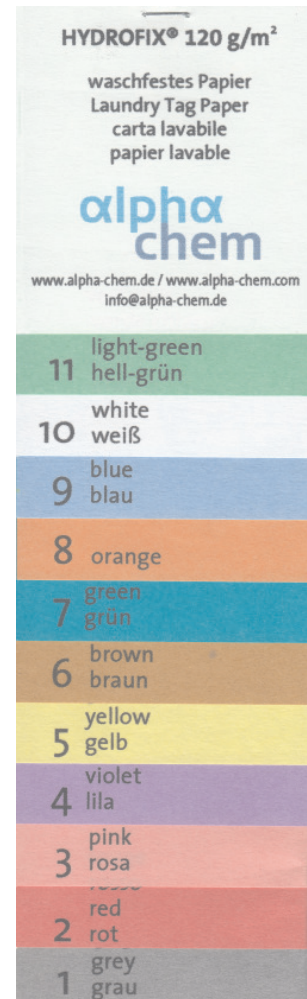 HYDROFIX® 120 g/m²
waschfestes Papier
Laundry Tag Paper
carta lavabile
papier lavable
alpha
chem
www.alpha-chem.de / www.alpha-chem.com
info@alpha-chem.de
light-green
11 hell-grün
white
10 weiß
blue
9 blau
8 orange
green
7 grün
brown
6 braun
yellow
5 gelb
violet
4 lila
pink
3 rosa
red
2 rot
grey
1 grau